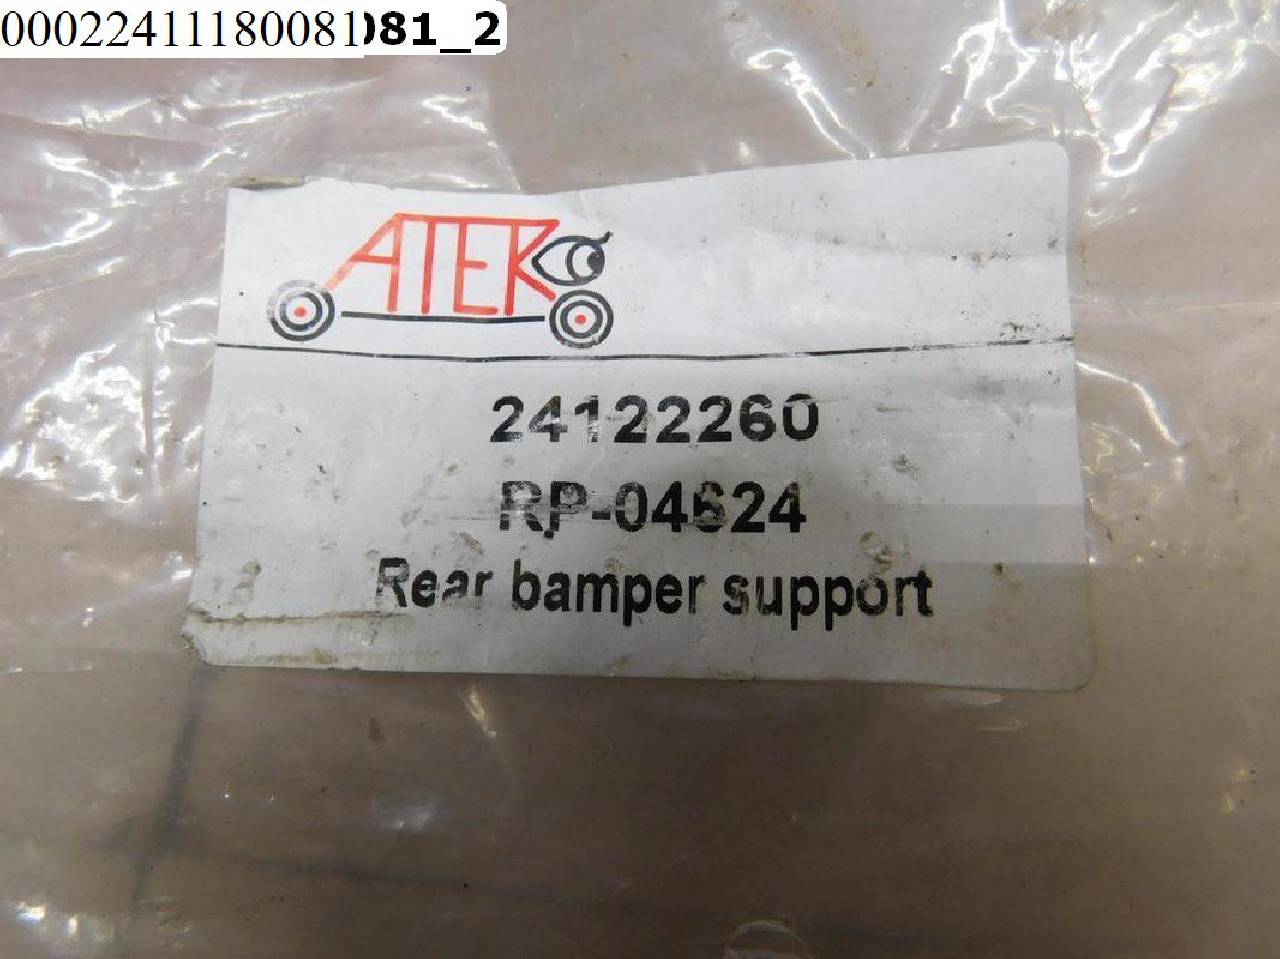 00022411180081081_2
ATEK
24122260
RP-04624
Rear bamper support